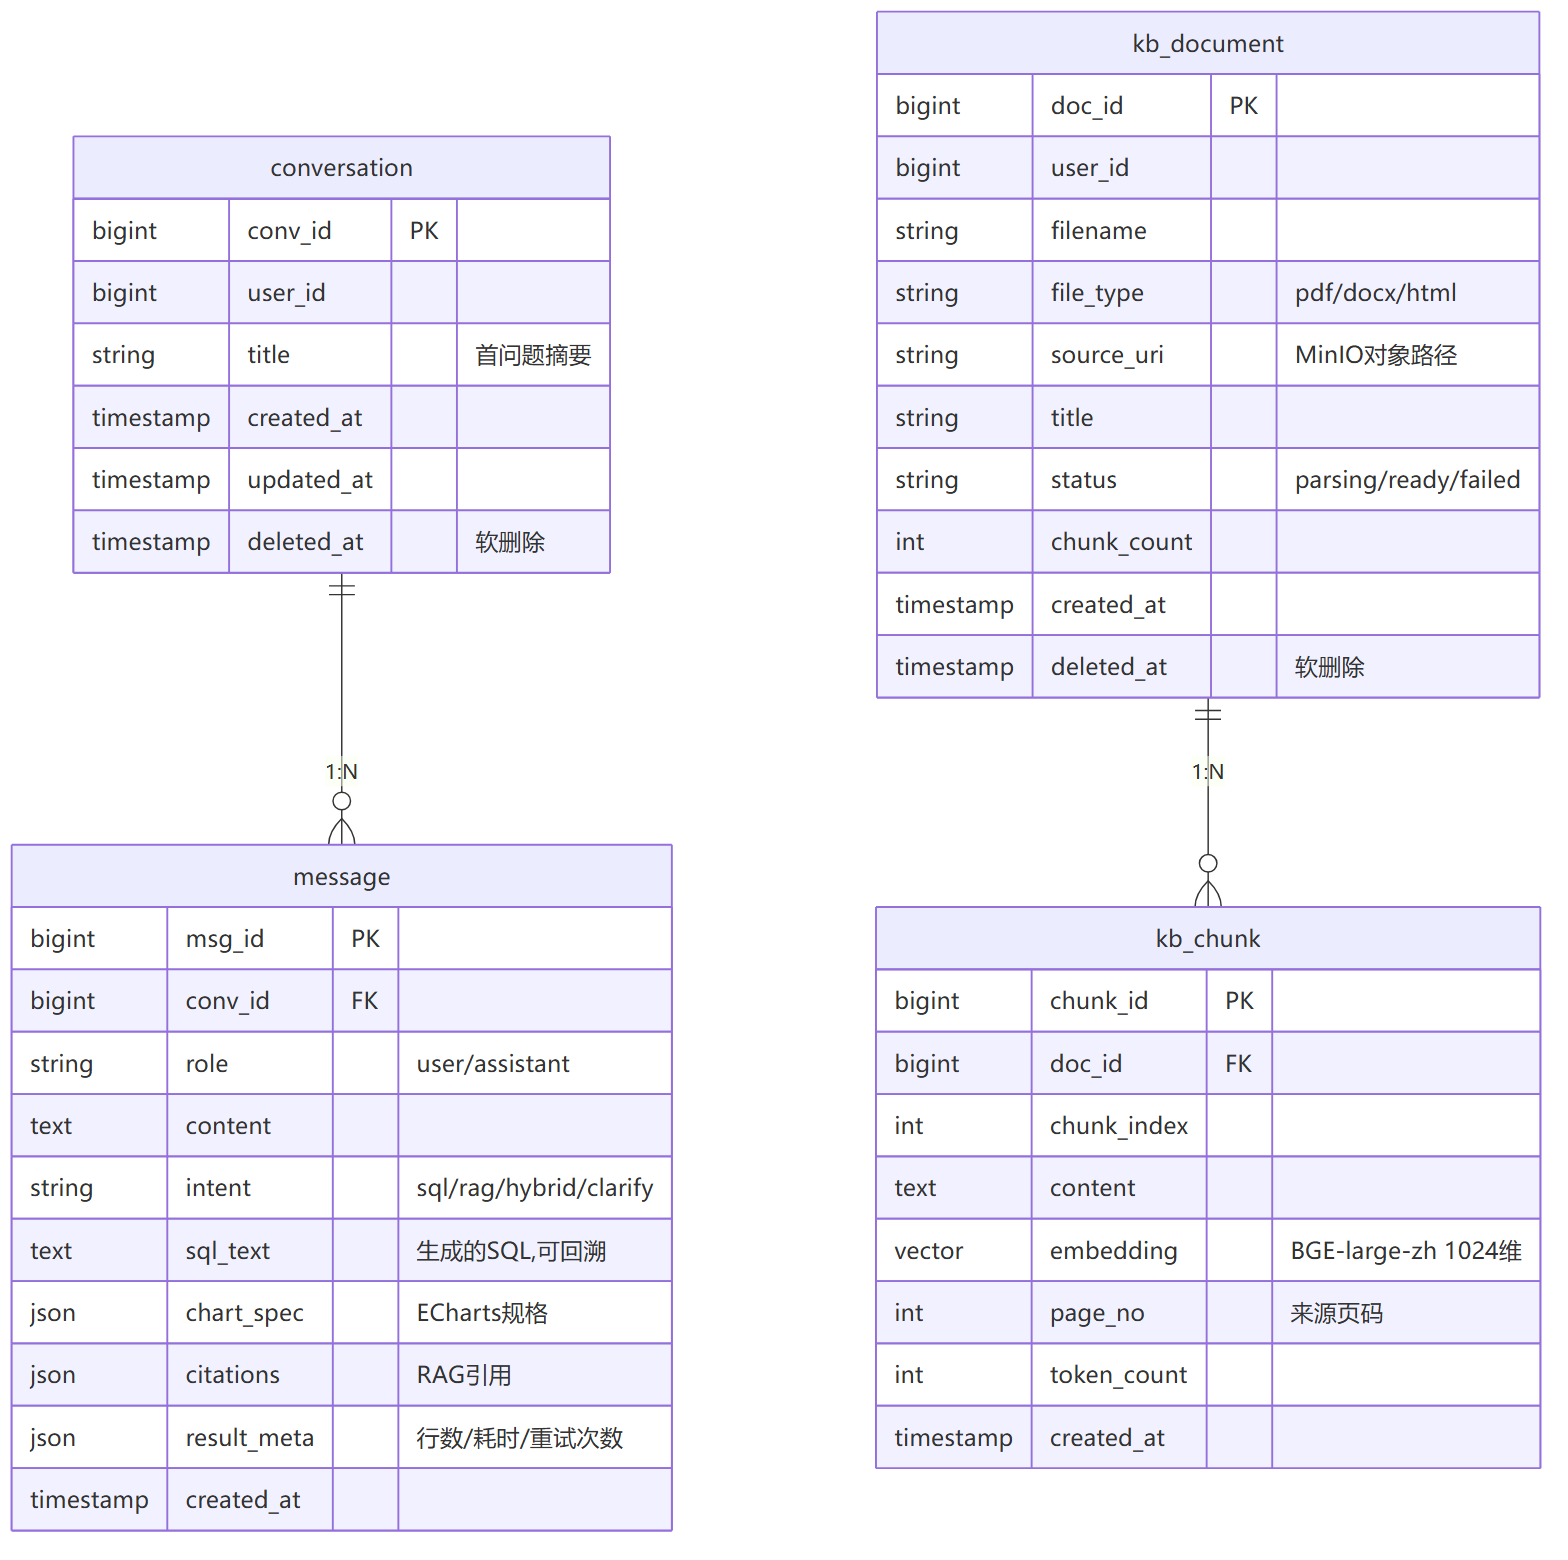 conversation
bigint conv_id PK
bigint user_id
string title 首问题摘要
timestamp created_at
timestamp updated_at
timestamp deleted_at 软删除
1:N
message
bigint msg_id PK
bigint conv_id FK
string role user/assistant
text content
string intent sql/rag/hybrid/clarify
text sql_text 生成的SQL,可回溯
json chart_spec ECharts规格
json citations RAG引用
json result_meta 行数/耗时/重试次数
timestamp created_at
kb_document
bigint doc_id PK
bigint user_id
string filename
string file_type pdf/docx/html
string source_uri MinIO对象路径
string title
string status parsing/ready/failed
int chunk_count
timestamp created_at
timestamp deleted_at 软删除
1:N
kb_chunk
bigint chunk_id PK
bigint doc_id FK
int chunk_index
text content
vector embedding BGE-large-zh 1024维
int page_no 来源页码
int token_count
timestamp created_at